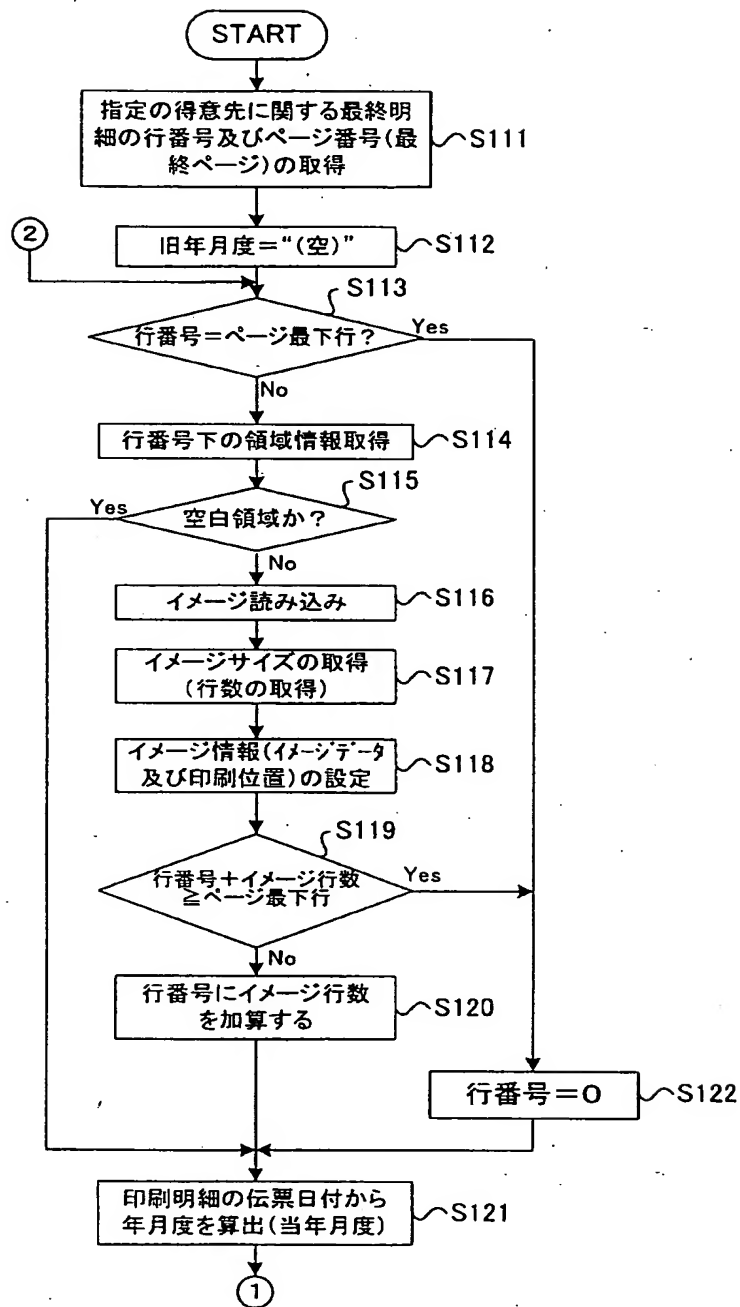 START
指定の得意先に関する最終明
細の行番号及びページ番号(最
終ページ)の取得
S111
②
旧年月度=“(空)”
S112
S113
行番号=ページ最下行?
Yes
No
行番号下の領域情報取得
S114
S115
Yes
空白領域か?
No
イメージ読み込み
S116
イメージサイズの取得
(行数の取得)
S117
イメージ情報(イメージデータ
及び印刷位置)の設定
S118
S119
行番号+イメージ行数
≧ページ最下行
Yes
No
行番号にイメージ行数
を加算する
S120
行番号=0
S122
印刷明細の伝票日付から
年月度を算出(当年月度)
S121
①